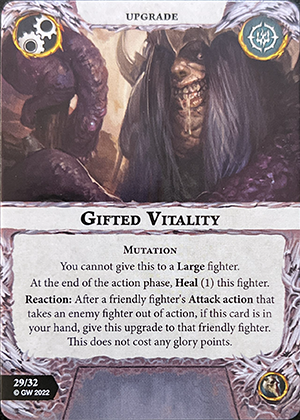 UPGRADE
GIFTED VITALITY
MUTATION
You cannot give this to a Large fighter.
At the end of the action phase, Heal (1) this fighter.
Reaction: After a friendly fighter's Attack action that
takes an enemy fighter out of action, if this card is in
your hand, give this upgrade to that friendly fighter.
This does not cost any glory points.
29/32
© GW 2022